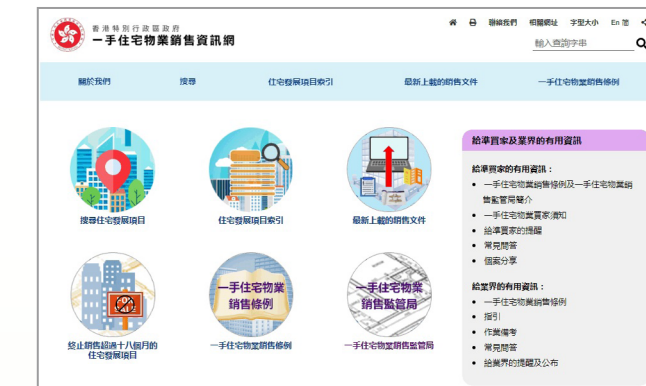 香港特別行政區政府
一手住宅物業銷售資訊網
聯絡我們 相關網址 字型大小 En 简
輸入查詢字串
關於我們 搜尋 住宅發展項目索引 最新上載的銷售文件 一手住宅物業銷售條例
搜尋住宅發展項目
住宅發展項目索引
最新上載的銷售文件
一手住宅物業
銷售條例
一手住宅物業
銷售監管局
終止銷售超過十八個月的
住宅發展項目
一手住宅物業銷售條例
一手住宅物業銷售監管局
給準買家及業界的有用資訊
給準買家的有用資訊：
• 一手住宅物業銷售條例及一手住宅物業銷
售監管局簡介
• 一手住宅物業買家須知
• 給準買家的提醒
• 常見問答
• 個案分享
給業界的有用資訊：
• 一手住宅物業銷售條例
• 指引
• 作業備考
• 常見問答
• 給業界的提醒及公布